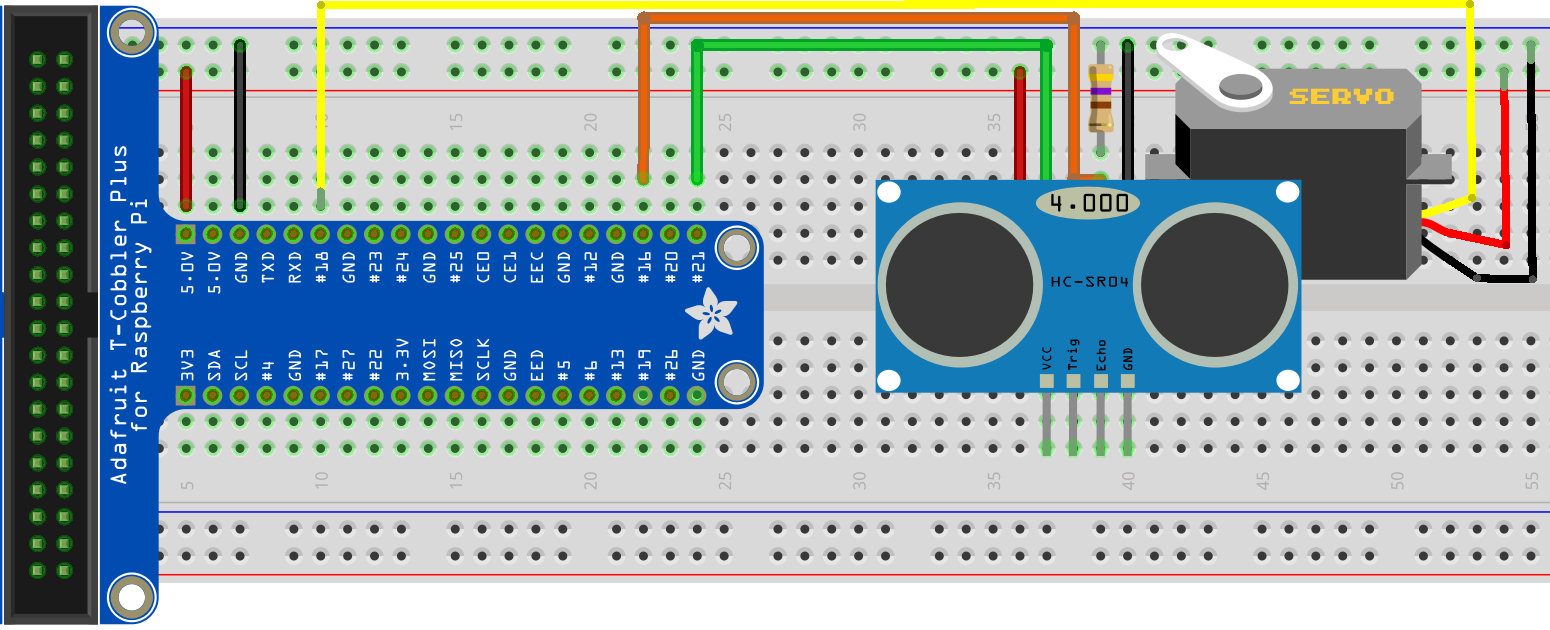 Adafruit T-Cobbler Plus
for Raspberry Pi
5 10 15 20 25 30 35
5.0V 5.0V GND TXD RXD #18 GND #23 #24 GND #25 CE0 CE1 EEC GND #12 GND #16 #20 #21
3V3 SDA SCL #4 GND #17 #27 #22 3.3V MOSI MISO SCLK GND EED #5 #6 #13 #19 #26 GND
SERVO
4.000
HC-SR04
VCC Trig Echo GND
5 10 15 20 25 30 35 40 45 50 55